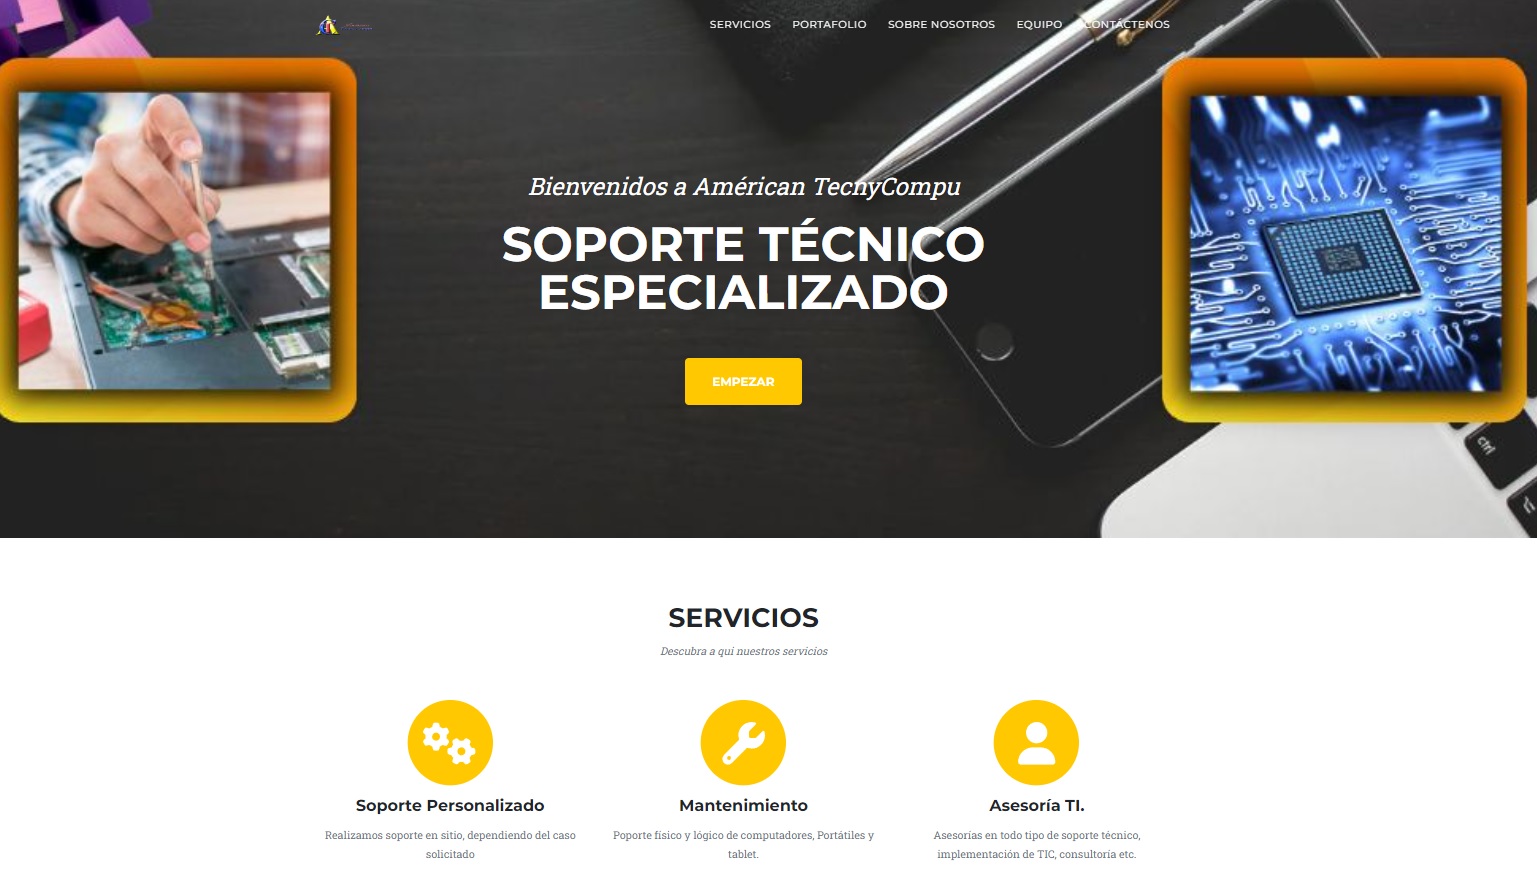 SERVICIOS PORTAFOLIO SOBRE NOSOTROS EQUIPO CONTÁCTENOS
Bienvenidos a Américan TecnyCompu
SOPORTE TÉCNICO
ESPECIALIZADO
EMPEZAR
ctrl
SERVICIOS
Descubra a qui nuestros servicios
Soporte Personalizado
Realizamos soporte en sitio, dependiendo del caso
solicitado
Mantenimiento
Poporte físico y lógico de computadores, Portátiles y
tablet.
Asesoría TI.
Asesorías en todo tipo de soporte técnico,
implementación de TIC, consultoría etc.